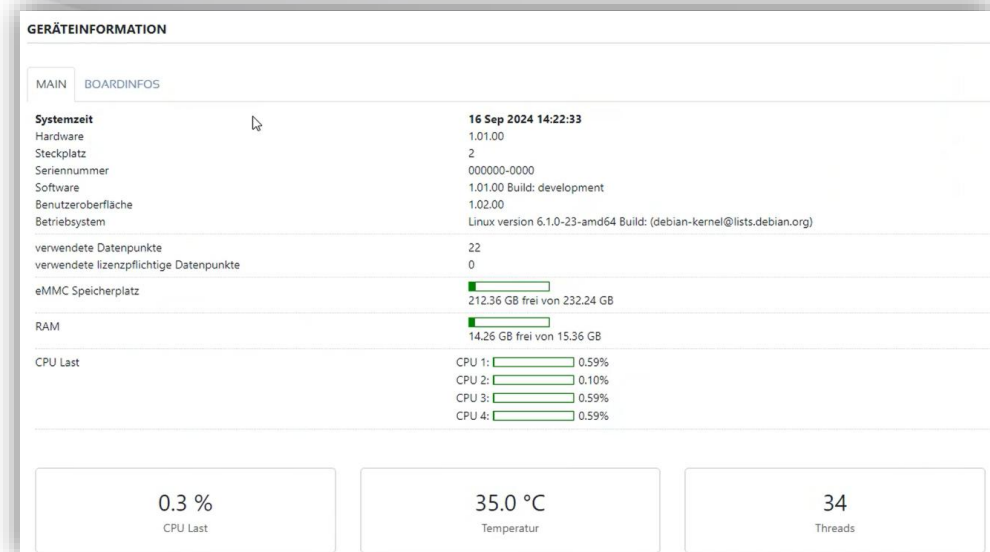 GERÄTEINFORMATION
MAIN BOARDINFOS
Systemzeit 16 Sep 2024 14:22:33
Hardware 1.01.00
Steckplatz 2
Seriennummer 000000-0000
Software 1.01.00 Build: development
Benutzeroberfläche 1.02.00
Betriebsystem Linux version 6.1.0-23-amd64 Build: (debian-kernel@lists.debian.org)
verwendete Datenpunkte 22
verwendete lizenzpflichtige Datenpunkte 0
eMMC Speicherplatz
212.36 GB frei von 232.24 GB
RAM
14.26 GB frei von 15.36 GB
CPU Last CPU 1: 0.59%
CPU 2: 0.10%
CPU 3: 0.59%
CPU 4: 0.59%
0.3 % 35.0 °C 34
CPU Last Temperatur Threads